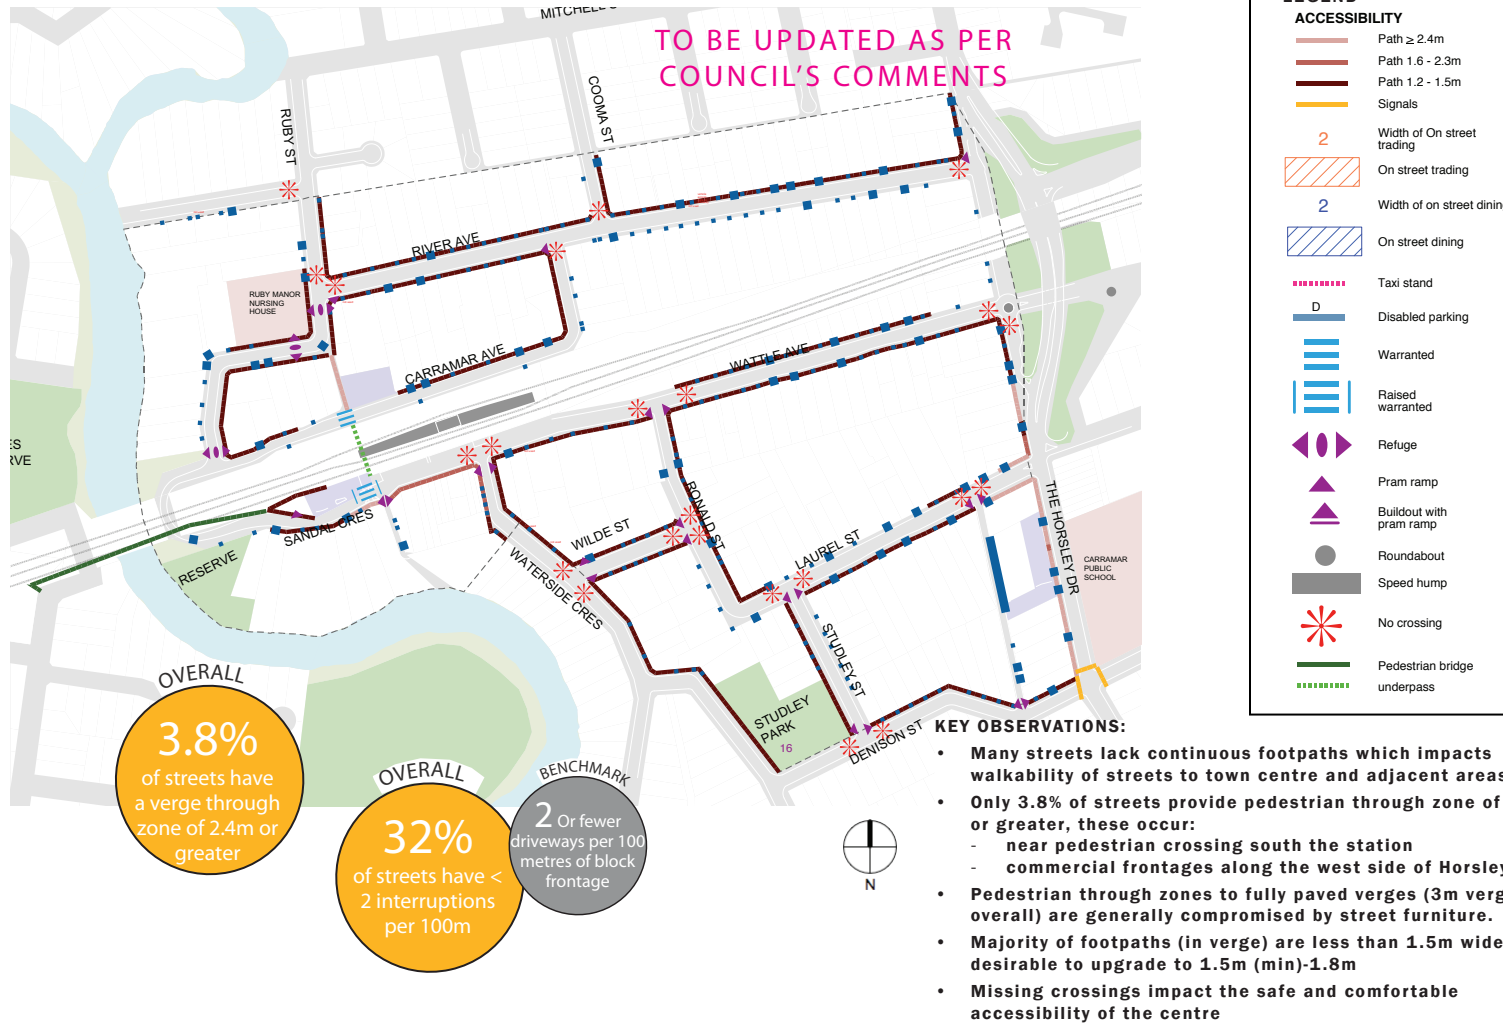 MITCHELL
TO BE UPDATED AS PER
COUNCIL'S COMMENTS
RUBY ST
COOMA ST
RIVER AVE
RUBY MANOR
NURSING
HOUSE
CARRAMAR AVE
WATTLE AVE
ES
RVE
SANDAL CRES
RESERVE
WILDE ST
RONALD ST
WATERSIDE CRES
LAUREL ST
STUDLEY ST
THE HORSLEY DR
CARRAMAR
PUBLIC
SCHOOL
STUDLEY
PARK
16
DENISON ST
OVERALL
3.8%
of streets have
a verge through
zone of 2.4m or
greater
OVERALL
32%
of streets have <
2 interruptions
per 100m
BENCHMARK
2 Or fewer
driveways per 100
metres of block
frontage
N
LEGEND
ACCESSIBILITY
Path ≥ 2.4m
Path 1.6 - 2.3m
Path 1.2 - 1.5m
Signals
2 Width of On street
trading
On street trading
2 Width of on street dining
On street dining
Taxi stand
D
Disabled parking
Warranted
Raised
warranted
Refuge
Pram ramp
Buildout with
pram ramp
Roundabout
Speed hump
No crossing
Pedestrian bridge
underpass
KEY OBSERVATIONS:
• Many streets lack continuous footpaths which impacts
walkability of streets to town centre and adjacent areas
• Only 3.8% of streets provide pedestrian through zone of
or greater, these occur:
- near pedestrian crossing south the station
- commercial frontages along the west side of Horsley
• Pedestrian through zones to fully paved verges (3m verg
overall) are generally compromised by street furniture.
• Majority of footpaths (in verge) are less than 1.5m wide
desirable to upgrade to 1.5m (min)-1.8m
• Missing crossings impact the safe and comfortable
accessibility of the centre